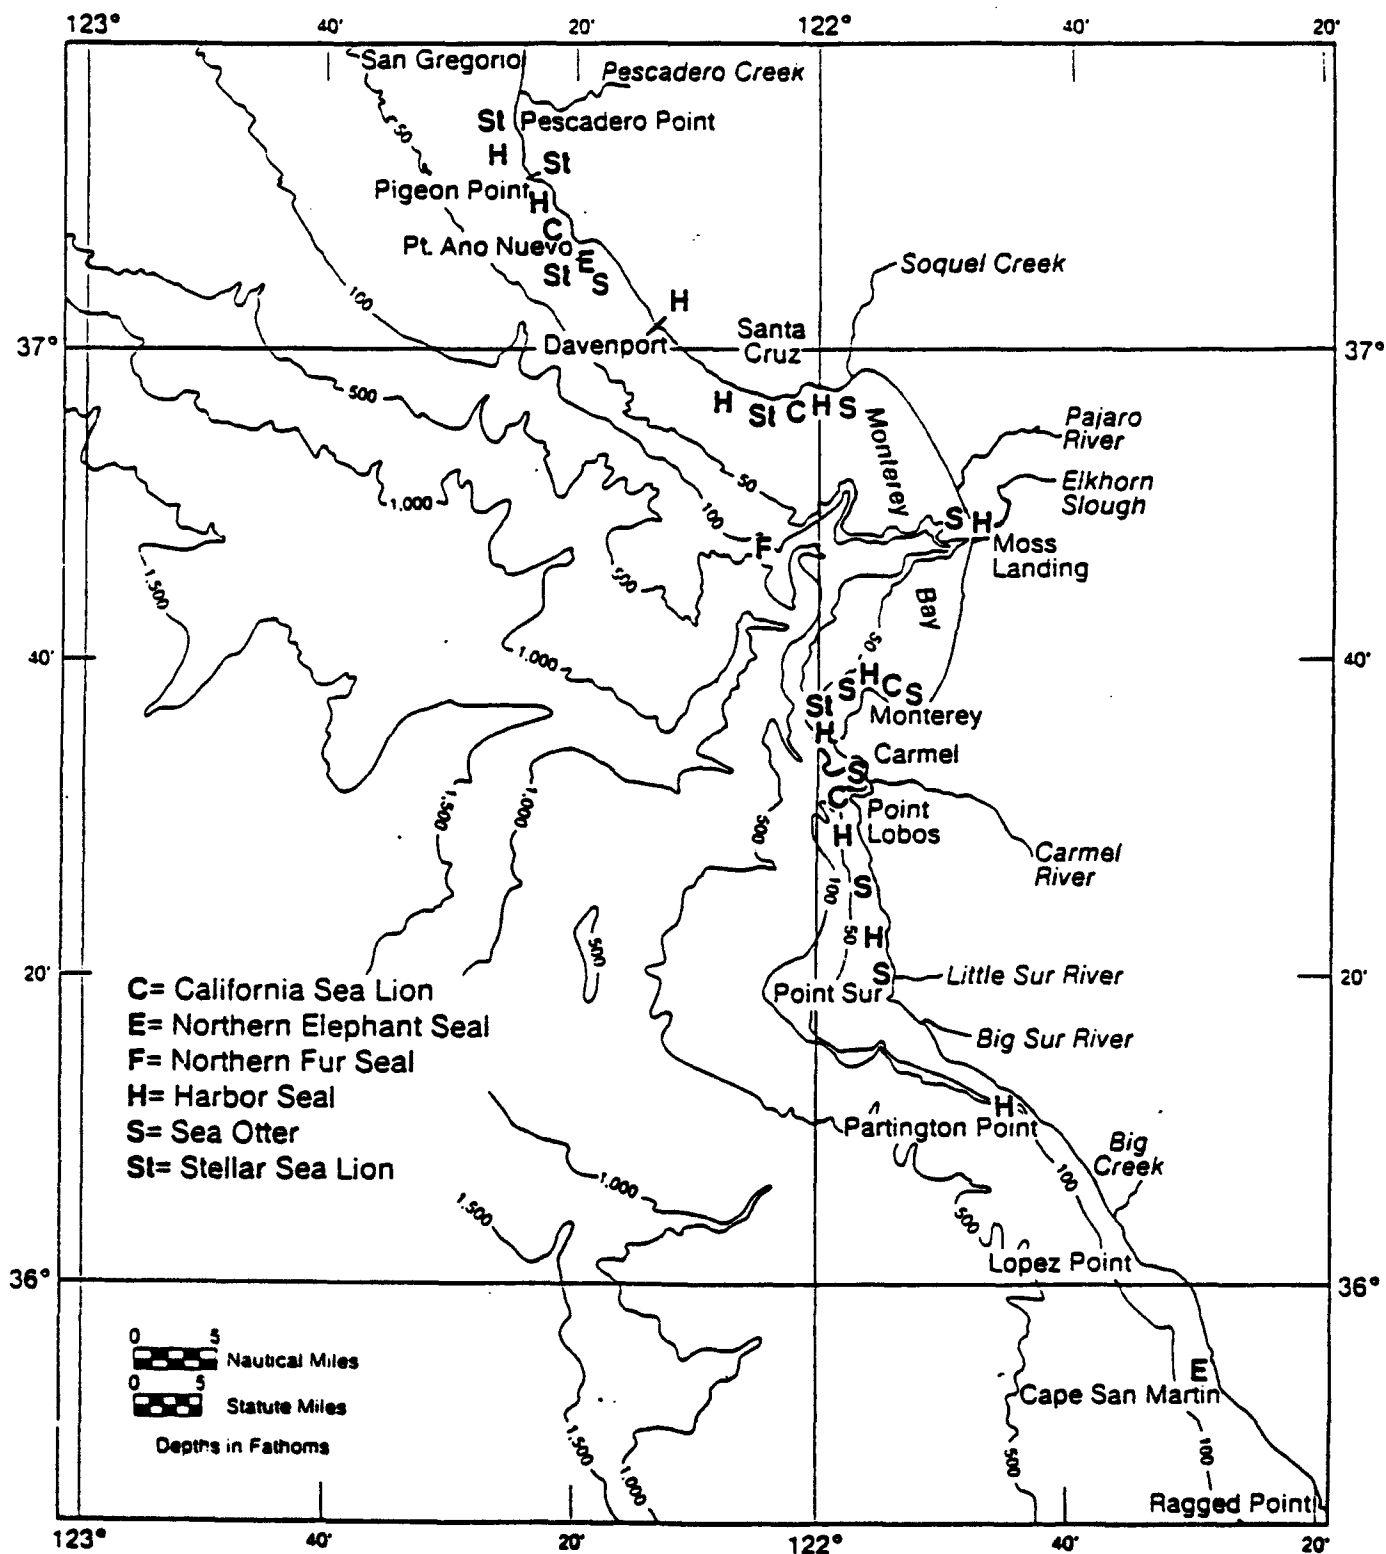 123° 40' 20' 122° 40' 20'
San Gregorio
Pescadero Creek
50
St Pescadero Point
H
St
Pigeon Point
H
C
Pt. Ano Nuevo
E
St
S
Soquel Creek
100
H
Santa
Cruz
37° Davenport 37°
500
H St C H S
Monterey
Pajaro
River
50
1.000
Elkhorn
Slough
100
S H
F
Moss
Landing
1.500
500
Bay
50
1.000
40' 40'
H
S C S
St
Monterey
H
Carmel
S
C
1.500
1.000
500
Point
Lobos
H
Carmel
River
100
S
50
H
500
20' S Little Sur River 20'
Point Sur
C= California Sea Lion
E= Northern Elephant Seal
F= Northern Fur Seal
H= Harbor Seal
S= Sea Otter
St= Stellar Sea Lion
Big Sur River
H
Partington Point
Big
Creek
100
1.000
1.500
500
Lopez Point
36° 36°
0 5
Nautical Miles
0 5
Statute Miles
Depths in Fathoms
E
Cape San Martin
1.500
1.000
500
100
Ragged Point
123° 40' 20' 122° 40' 20'